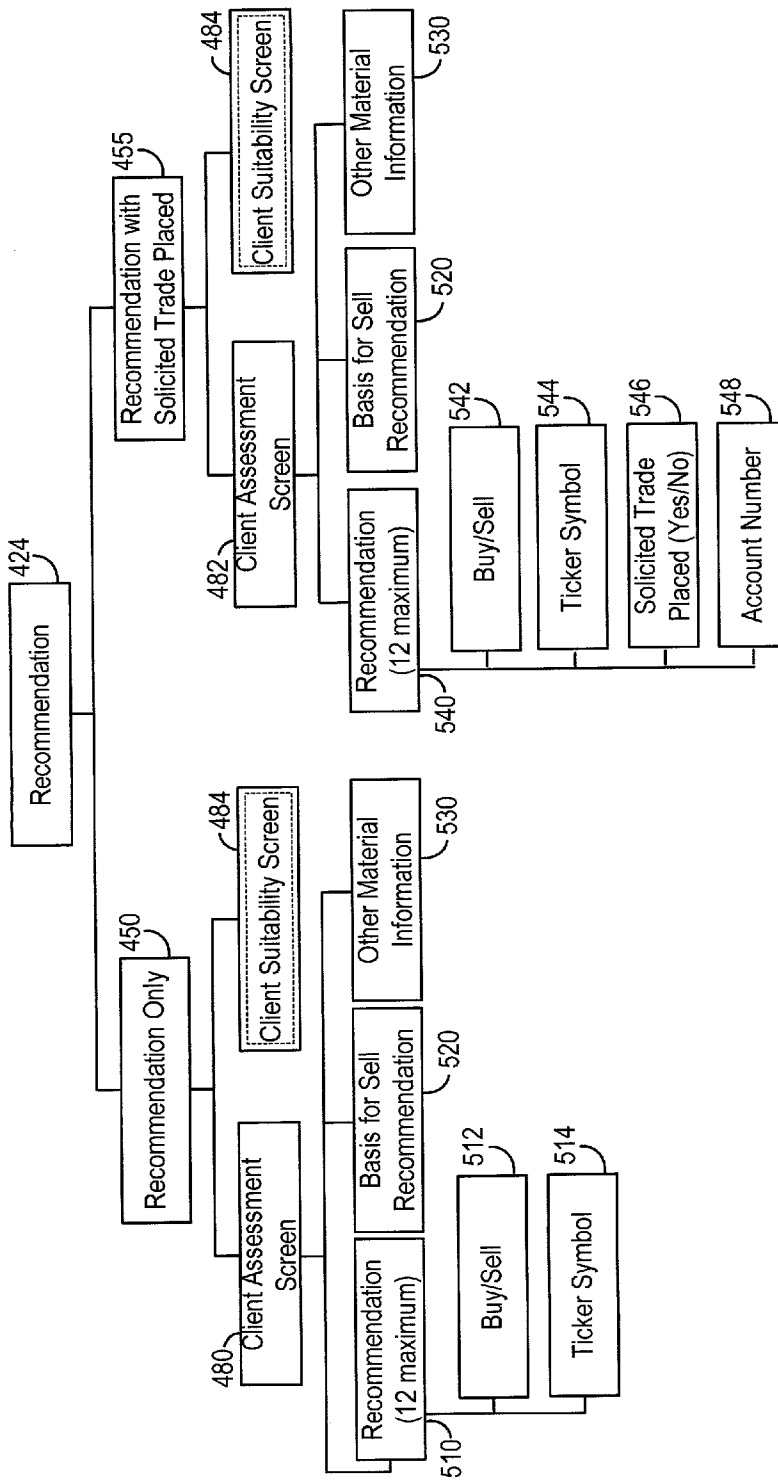 Recommendation
424
Recommendation Only
450
Recommendation with
Solicited Trade Placed
455
Client Assessment
Screen
480
Client Suitability Screen
484
Client Assessment
Screen
482
Client Suitability Screen
484
Recommendation
(12 maximum)
510
Basis for Sell
Recommendation
520
Other Material
Information
530
Recommendation
(12 maximum)
540
Basis for Sell
Recommendation
520
Other Material
Information
530
Buy/Sell
512
Ticker Symbol
514
Buy/Sell
542
Ticker Symbol
544
Solicited Trade
Placed (Yes/No)
546
Account Number
548